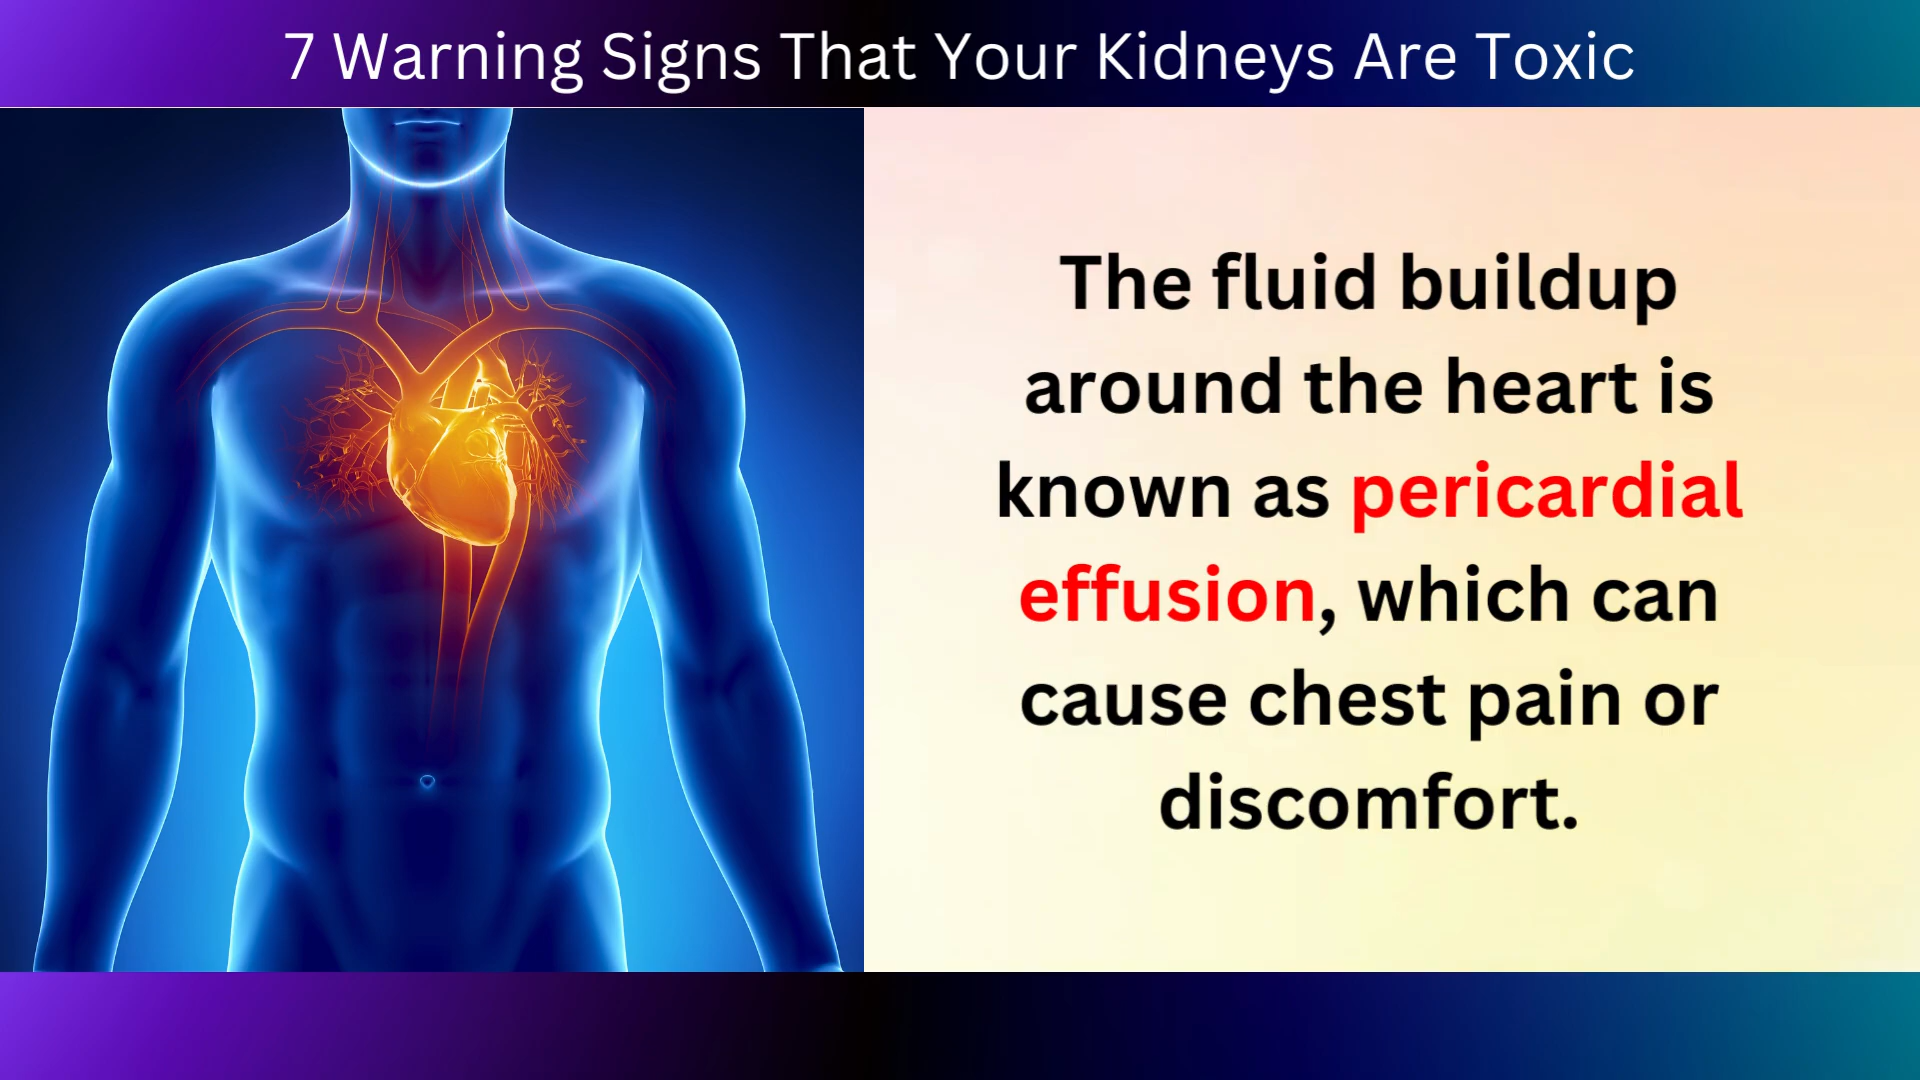 7 Warning Signs That Your Kidneys Are Toxic
The fluid buildup
around the heart is
known as pericardial
effusion, which can
cause chest pain or
discomfort.